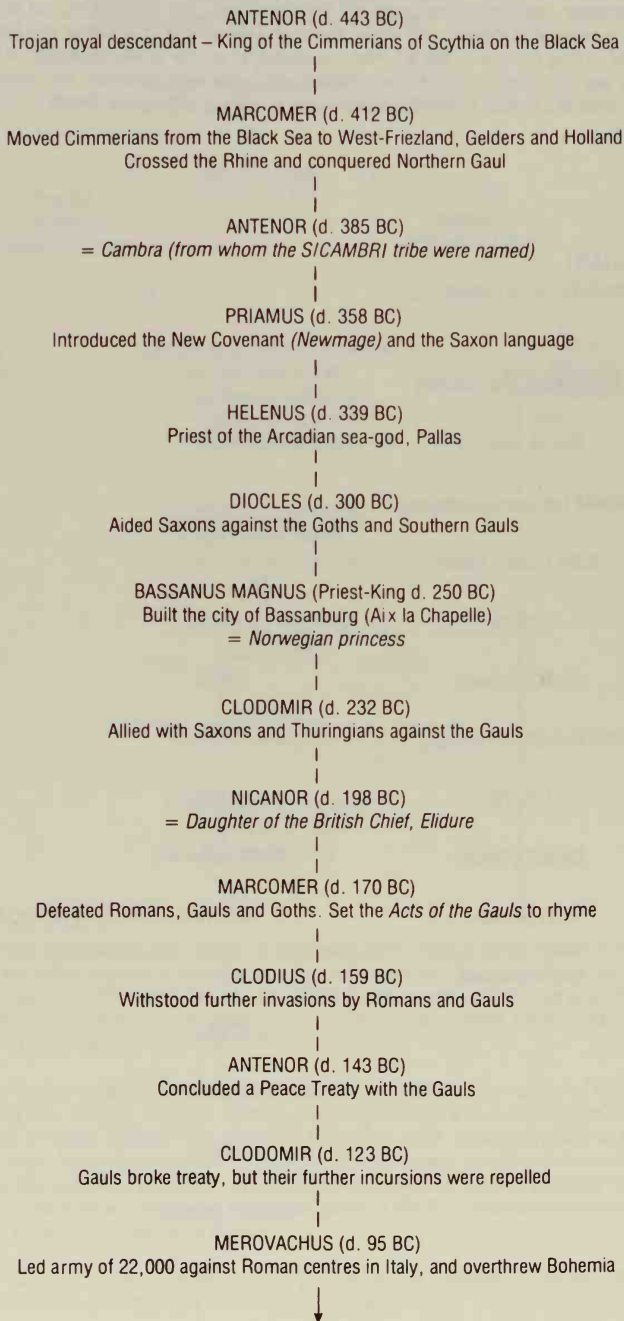 ANTENOR (d. 443 BC)
Trojan royal descendant – King of the Cimmerians of Scythia on the Black Sea
MARCOMER (d. 412 BC)
Moved Cimmerians from the Black Sea to West-Friezland, Gelders and Holland
Crossed the Rhine and conquered Northern Gaul
ANTENOR (d. 385 BC)
= Cambra (from whom the SICAMBRI tribe were named)
PRIAMUS (d. 358 BC)
Introduced the New Covenant (Newmage) and the Saxon language
HELENUS (d. 339 BC)
Priest of the Arcadian sea-god, Pallas
DIOCLES (d. 300 BC)
Aided Saxons against the Goths and Southern Gauls
BASSANUS MAGNUS (Priest-King d. 250 BC)
Built the city of Bassanburg (Aix la Chapelle)
= Norwegian princess
CLODOMIR (d. 232 BC)
Allied with Saxons and Thuringians against the Gauls
NICANOR (d. 198 BC)
= Daughter of the British Chief, Elidure
MARCOMER (d. 170 BC)
Defeated Romans, Gauls and Goths. Set the Acts of the Gauls to rhyme
CLODIUS (d. 159 BC)
Withstood further invasions by Romans and Gauls
ANTENOR (d. 143 BC)
Concluded a Peace Treaty with the Gauls
CLODOMIR (d. 123 BC)
Gauls broke treaty, but their further incursions were repelled
MEROVACHUS (d. 95 BC)
Led army of 22,000 against Roman centres in Italy, and overthrew Bohemia